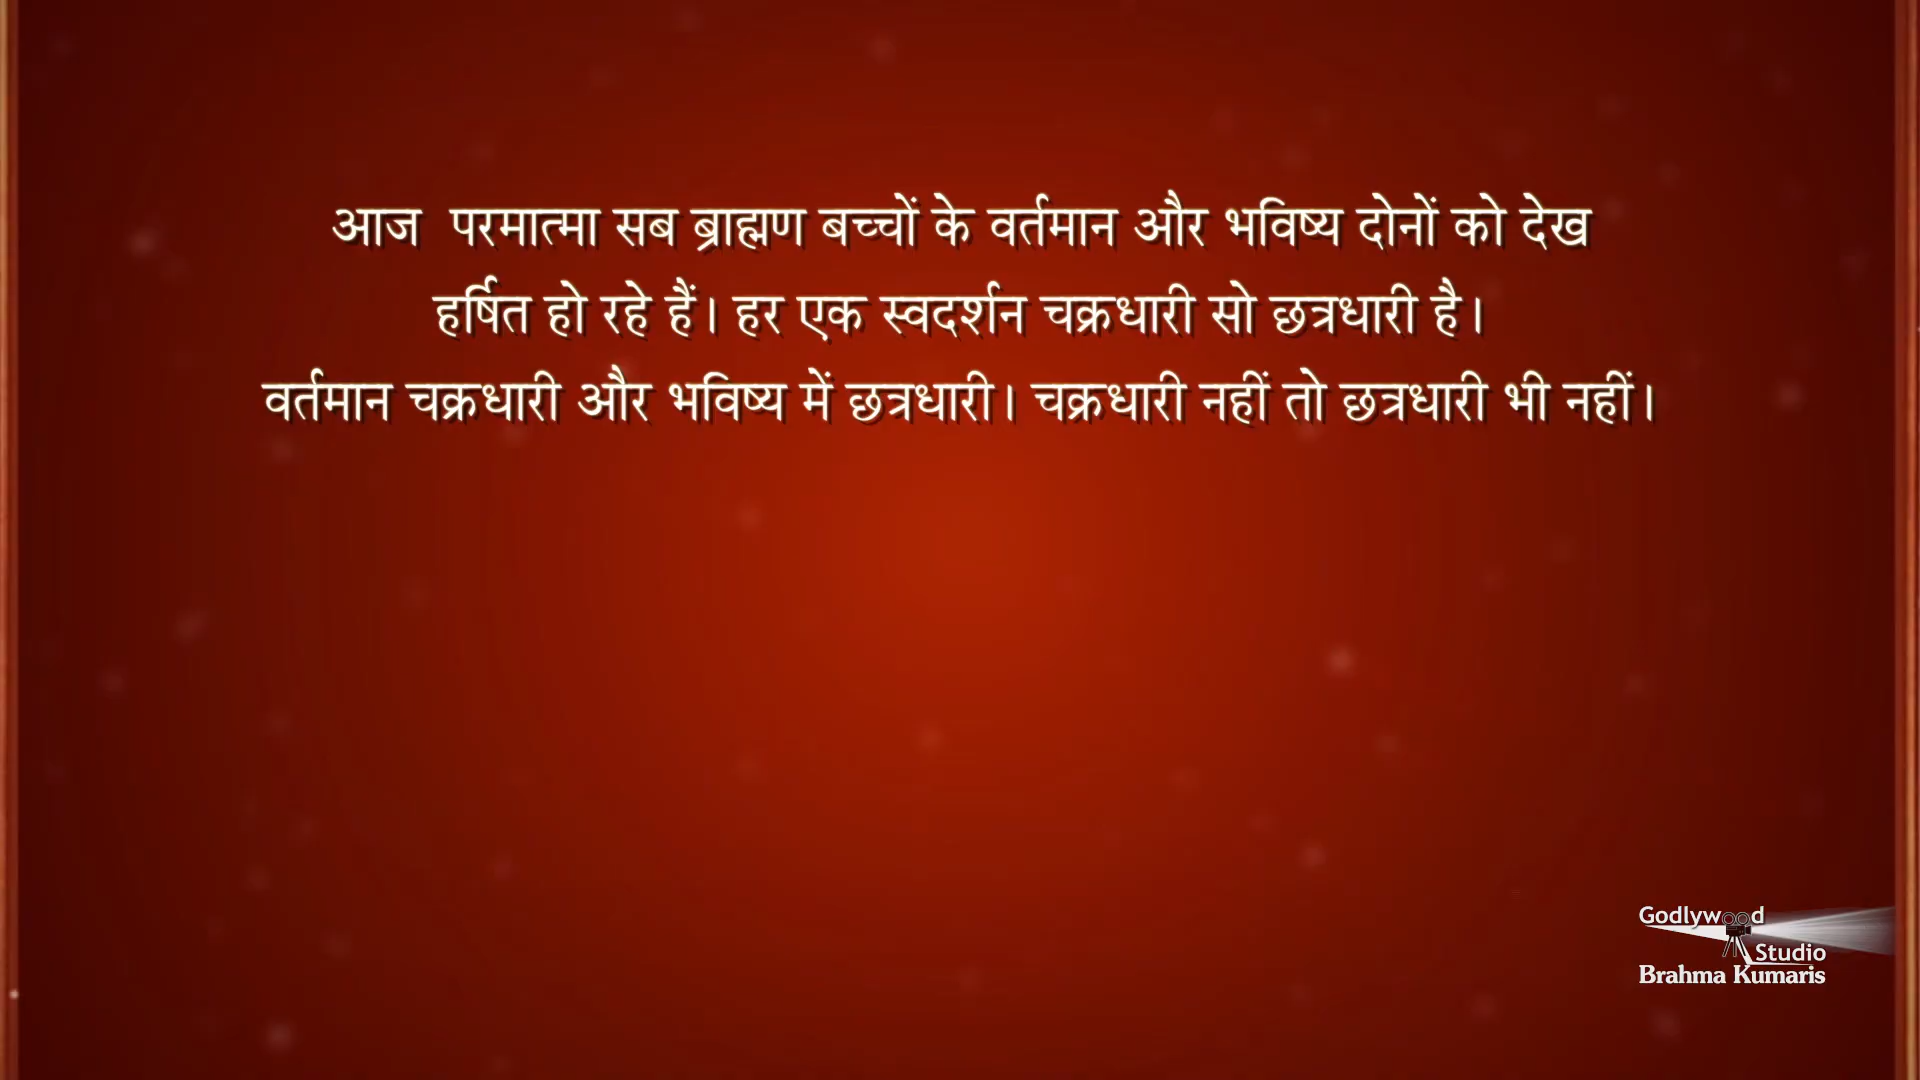 आज परमात्मा सब ब्राह्मण बच्चों के वर्तमान और भविष्य दोनों को देख
हर्षित हो रहे हैं। हर एक स्वदर्शन चक्रधारी सो छत्रधारी है।
वर्तमान चक्रधारी और भविष्य में छत्रधारी। चक्रधारी नहीं तो छत्रधारी भी नहीं।
Godlywood
Studio
Brahma Kumaris